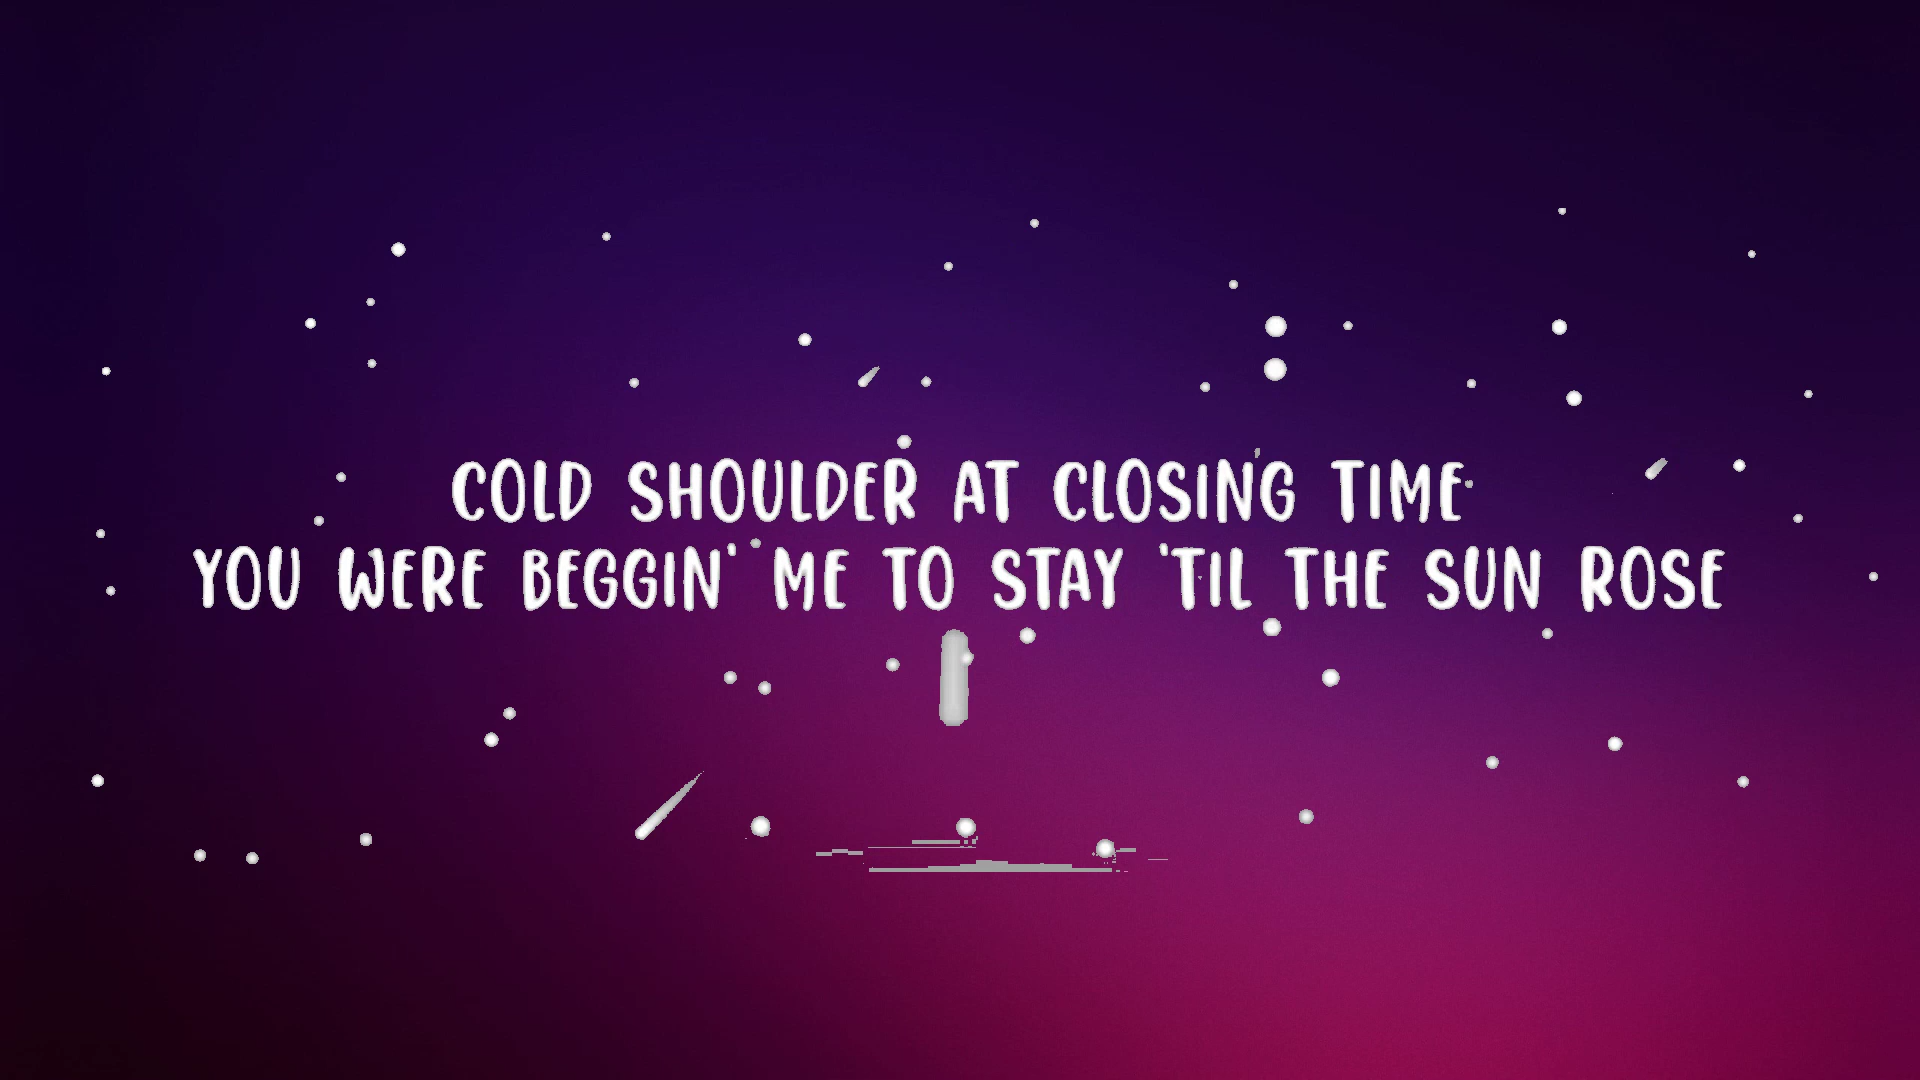 COLD SHOULDER AT CLOSING TIME
YOU WERE BEGGIN' ME TO STAY 'TIL THE SUN ROSE